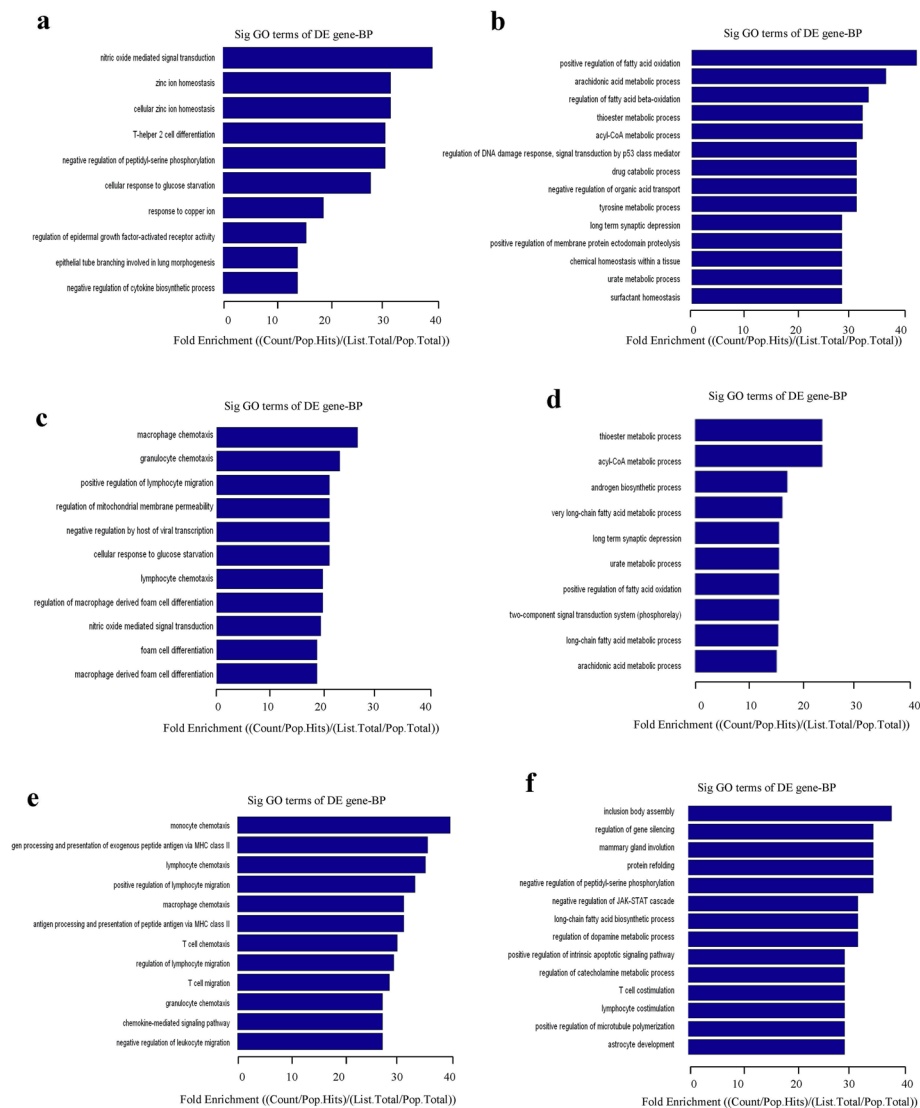 a
Sig GO terms of DE gene-BP
nitric oxide mediated signal transduction
zinc ion homeostasis
cellular zinc ion homeostasis
T-helper 2 cell differentiation
negative regulation of peptidyl-serine phosphorylation
cellular response to glucose starvation
response to copper ion
regulation of epidermal growth factor-activated receptor activity
epithelial tube branching involved in lung morphogenesis
negative regulation of cytokine biosynthetic process
0 10 20 30 40
Fold Enrichment ((Count/Pop.Hits)/(List.Total/Pop.Total))
b
Sig GO terms of DE gene-BP
positive regulation of fatty acid oxidation
arachidonic acid metabolic process
regulation of fatty acid beta-oxidation
thioester metabolic process
acyl-CoA metabolic process
regulation of DNA damage response, signal transduction by p53 class mediator
drug catabolic process
negative regulation of organic acid transport
tyrosine metabolic process
long term synaptic depression
positive regulation of membrane protein ectodomain proteolysis
chemical homeostasis within a tissue
urate metabolic process
surfactant homeostasis
0 10 20 30 40
Fold Enrichment ((Count/Pop.Hits)/(List.Total/Pop.Total))
c
Sig GO terms of DE gene-BP
macrophage chemotaxis
granulocyte chemotaxis
positive regulation of lymphocyte migration
regulation of mitochondrial membrane permeability
negative regulation by host of viral transcription
cellular response to glucose starvation
lymphocyte chemotaxis
regulation of macrophage derived foam cell differentiation
nitric oxide mediated signal transduction
foam cell differentiation
macrophage derived foam cell differentiation
0 10 20 30 40
Fold Enrichment ((Count/Pop.Hits)/(List.Total/Pop.Total))
d
Sig GO terms of DE gene-BP
thioester metabolic process
acyl-CoA metabolic process
androgen biosynthetic process
very long-chain fatty acid metabolic process
long term synaptic depression
urate metabolic process
positive regulation of fatty acid oxidation
two-component signal transduction system (phosphorelay)
long-chain fatty acid metabolic process
arachidonic acid metabolic process
0 10 20 30 40
Fold Enrichment ((Count/Pop.Hits)/(List.Total/Pop.Total))
e
Sig GO terms of DE gene-BP
monocyte chemotaxis
gen processing and presentation of exogenous peptide antigen via MHC class II
lymphocyte chemotaxis
positive regulation of lymphocyte migration
macrophage chemotaxis
antigen processing and presentation of peptide antigen via MHC class II
T cell chemotaxis
regulation of lymphocyte migration
T cell migration
granulocyte chemotaxis
chemokine-mediated signaling pathway
negative regulation of leukocyte migration
0 10 20 30 40
Fold Enrichment ((Count/Pop.Hits)/(List.Total/Pop.Total))
f
Sig GO terms of DE gene-BP
inclusion body assembly
regulation of gene silencing
mammary gland involution
protein refolding
negative regulation of peptidyl-serine phosphorylation
negative regulation of JAK-STAT cascade
long-chain fatty acid biosynthetic process
regulation of dopamine metabolic process
positive regulation of intrinsic apoptotic signaling pathway
regulation of catecholamine metabolic process
T cell costimulation
lymphocyte costimulation
positive regulation of microtubule polymerization
astrocyte development
0 10 20 30 40
Fold Enrichment ((Count/Pop.Hits)/(List.Total/Pop.Total))